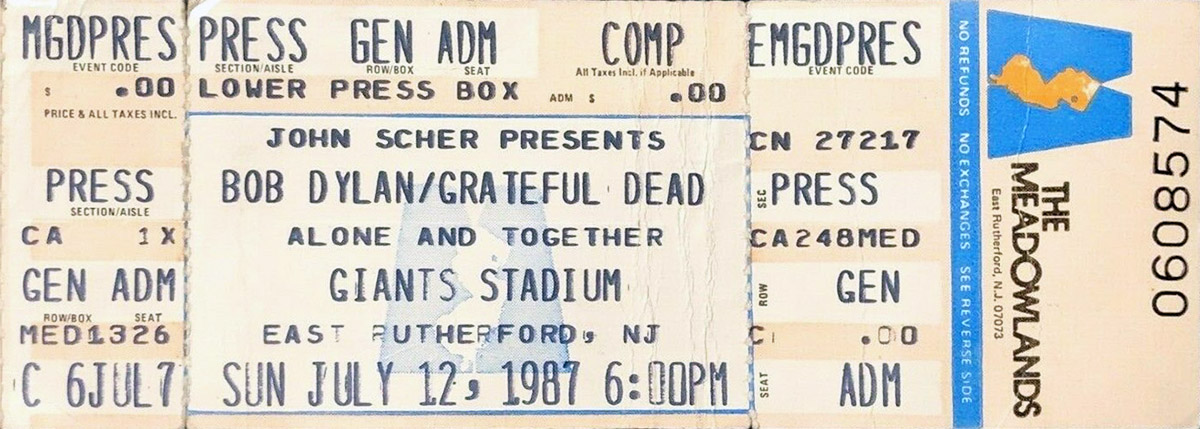 MGDPRES
EVENT CODE
$ .00
PRICE & ALL TAXES INCL.
PRESS
SECTION/AISLE
CA 1X
GEN ADM
ROW/BOX SEAT
MED1326
C 6JUL7
PRESS GEN ADM COMP
SECTION/AISLE ROW/BOX SEAT All Taxes Incl. if Applicable
LOWER PRESS BOX ADM $ .00
JOHN SCHER PRESENTS
BOB DYLAN/GRATEFUL DEAD
ALONE AND TOGETHER
GIANTS STADIUM
EAST RUTHERFORD, NJ
SUN JULY 12, 1987 6:00PM
EMGDPRES
EVENT CODE
CN 27217
SEC PRESS
CA248MED
ROW GEN
C .00
SEAT ADM
NO REFUNDS NO EXCHANGES SEE REVERSE SIDE
THE
MEADOWLANDS
East Rutherford, N.J. 07073
0608574